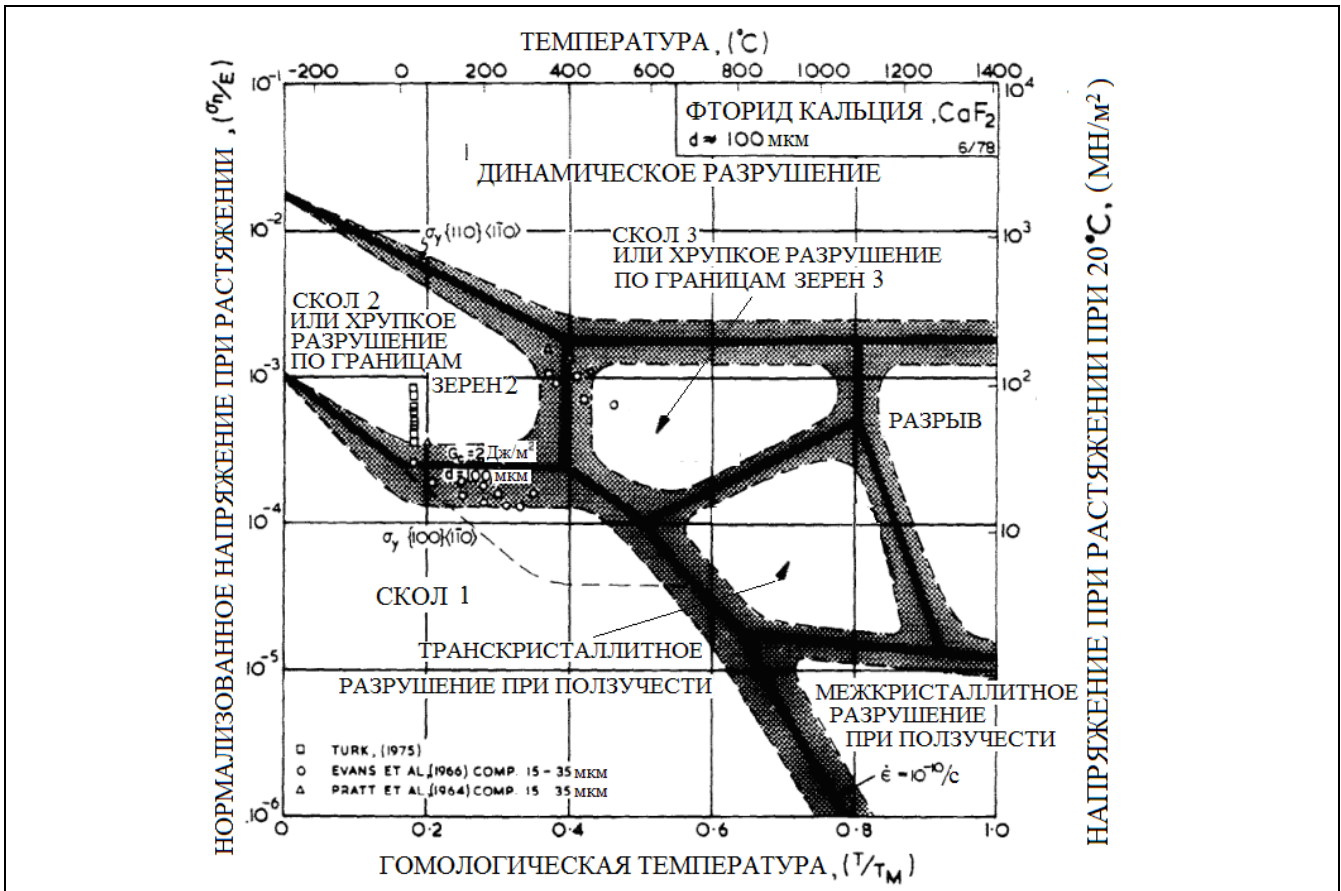 ТЕМПЕРАТУРА, (°C)
-200 0 200 400 600 800 1000 1200 1400
НОРМАЛИЗОВАННОЕ НАПРЯЖЕНИЕ ПРИ РАСТЯЖЕНИИ, (σn/E)
10⁻¹
10⁻²
10⁻³
10⁻⁴
10⁻⁵
10⁻⁶
ФТОРИД КАЛЬЦИЯ, CaF₂
d ≈ 100 мкм
6/78
ДИНАМИЧЕСКОЕ РАЗРУШЕНИЕ
σy {110}⟨11̄0⟩
СКОЛ 3
ИЛИ ХРУПКОЕ РАЗРУШЕНИЕ
ПО ГРАНИЦАМ ЗЕРЕН 3
СКОЛ 2
ИЛИ ХРУПКОЕ
РАЗРУШЕНИЕ
ПО ГРАНИЦАМ
ЗЕРЕН 2
РАЗРЫВ
Gc = 2 Дж/м²
d = 100 мкм
σy {100}⟨11̄0⟩
СКОЛ 1
ТРАНСКРИСТАЛЛИТНОЕ
РАЗРУШЕНИЕ ПРИ ПОЛЗУЧЕСТИ
МЕЖКРИСТАЛЛИТНОЕ
РАЗРУШЕНИЕ
ПРИ ПОЛЗУЧЕСТИ
ε̇ = 10⁻¹⁰/с
□ TURK, (1975)
○ EVANS ET AL, (1966) COMP. 15 - 35 мкм
△ PRATT ET AL, (1964) COMP. 15 35 мкм
0 0·2 0·4 0·6 0·8 1·0
ГОМОЛОГИЧЕСКАЯ ТЕМПЕРАТУРА, (T/TM)
10⁴
10³
10²
10
НАПРЯЖЕНИЕ ПРИ РАСТЯЖЕНИИ ПРИ 20°C, (МН/м²)